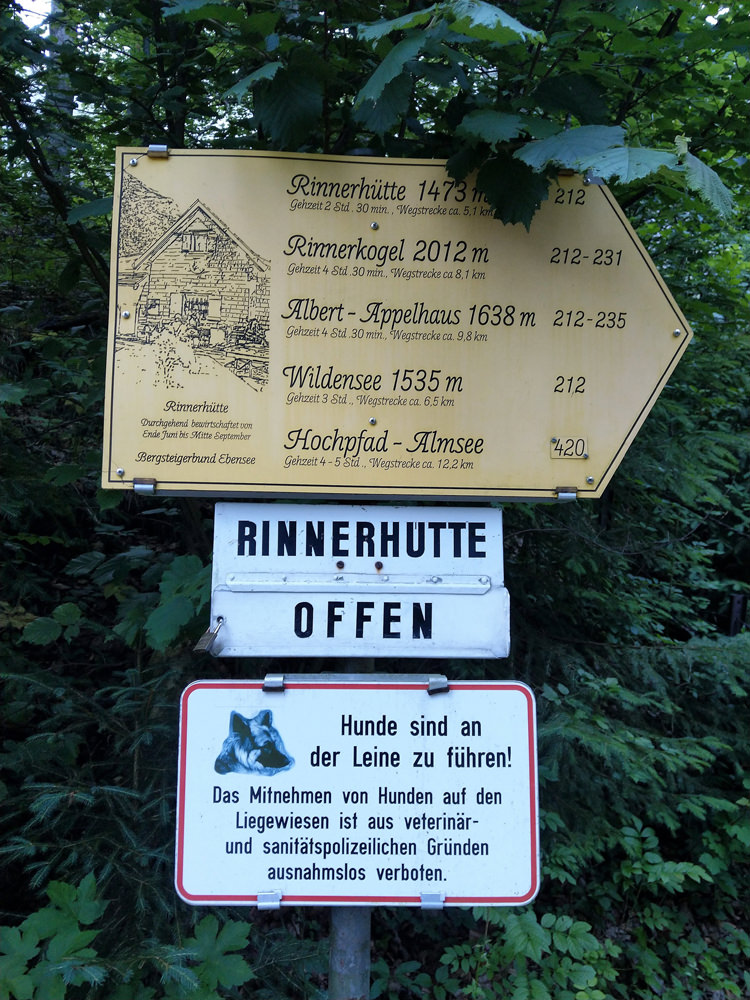 Rinnerhütte 1473 m 212
Gehzeit 2 Std. 30 min., Wegstrecke ca. 5,1 km
Rinnerkogel 2012 m 212-231
Gehzeit 4 Std .30 min., Wegstrecke ca 8,1 km
Albert-Appelhaus 1638 m 212-235
Gehzeit 4 Std .30 min., Wegstrecke ca. 9,8 km
Wildensee 1535 m 212
Gehzeit 3 Std ., Wegstrecke ca. 6,5 km
Hochpfad-Almsee 420
Gehzeit 4-5 Std ., Wegstrecke ca. 12,2 km
Rinnerhütte
Durchgehend bewirtschaftet von
Ende Juni bis Mitte September
Bergsteigerbund Ebensee
RINNERHÜTTE
OFFEN
Hunde sind an
der Leine zu führen!
Das Mitnehmen von Hunden auf den
Liegewiesen ist aus veterinär-
und sanitätspolizeilichen Gründen
ausnahmslos verboten.